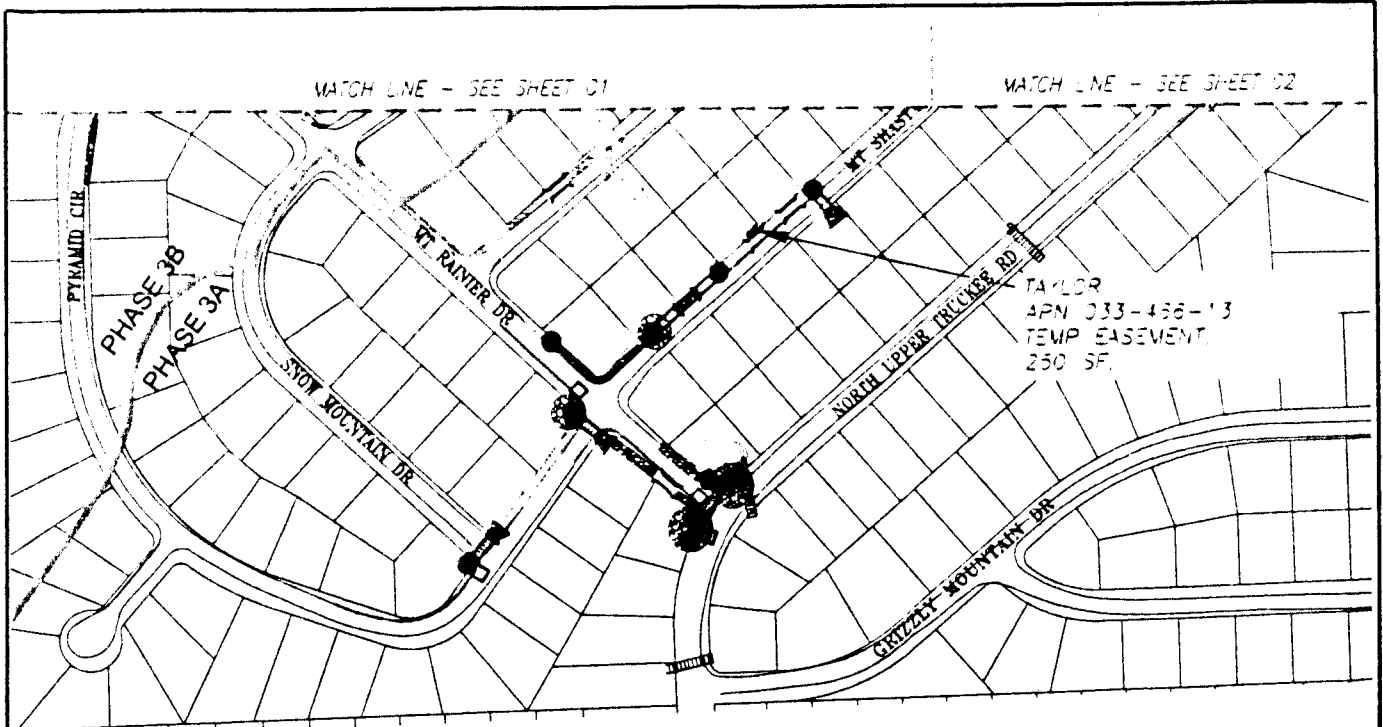 MATCH LINE - SEE SHEET C1
MATCH LINE - SEE SHEET C2
MT SHAST
PYRAMID CIR
MT RAINIER DR
PHASE 3B
PHASE 3A
TAYLOR
APN 033-466-13
TEMP EASEMENT,
250 SF.
NORTH UPPER TRUCKEE RD
SNOW MOUNTAIN DR
GRIZZLY MOUNTAIN DR